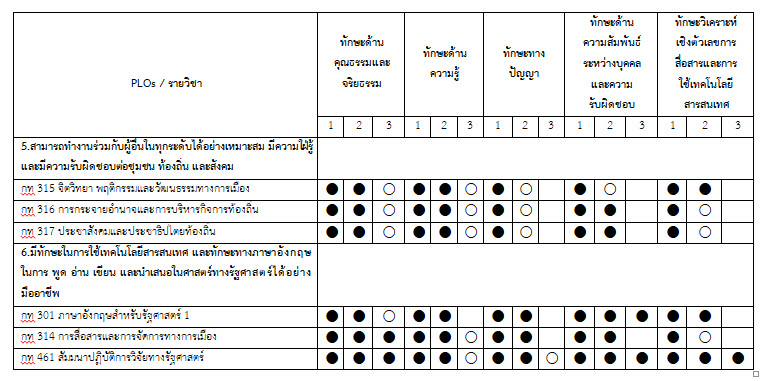 PLOs / รายวิชา
ทักษะด้าน
คุณธรรมและ
จริยธรรม
ทักษะด้าน
ความรู้
ทักษะทาง
ปัญญา
ทักษะด้าน
ความสัมพันธ์
ระหว่างบุคคล
และความ
รับผิดชอบ
ทักษะวิเคราะห์
เชิงตัวเลขการ
สื่อสารและการ
ใช้เทคโนโลยี
สารสนเทศ
1 2 3 1 2 3 1 2 3 1 2 3 1 2 3
5.สามารถทำงานร่วมกับผู้อื่นในทุกระดับได้อย่างเหมาะสม มีความใฝ่รู้
และมีความรับผิดชอบต่อชุมชน ท้องถิ่น และสังคม
กท 315 จิตวิทยา พฤติกรรมและวัฒนธรรมทางการเมือง ● ● ○ ● ● ○ ● ○ ● ○ ● ●
กท 316 การกระจายอำนาจและการบริหารกิจการท้องถิ่น ● ● ○ ● ● ○ ● ○ ● ● ● ○
กท 317 ประชาสังคมและประชาธิปไตยท้องถิ่น ● ● ○ ● ● ○ ● ○ ● ● ● ○
6.มีทักษะในการใช้เทคโนโลยีสารสนเทศ และทักษะทางภาษาอังกฤษ
ในการ พูด อ่าน เขียน และนำเสนอในศาสตร์ทางรัฐศาสตร์ได้อย่าง
มืออาชีพ
กท 301 ภาษาอังกฤษสำหรับรัฐศาสตร์ 1 ● ● ○ ● ● ● ● ● ● ● ● ●
กท 314 การสื่อสารและการจัดการทางการเมือง ● ● ● ● ● ○ ● ● ● ● ● ○
กท 461 สัมมนาปฏิบัติการวิจัยทางรัฐศาสตร์ ● ● ● ● ● ○ ● ● ○ ● ● ● ● ● ●